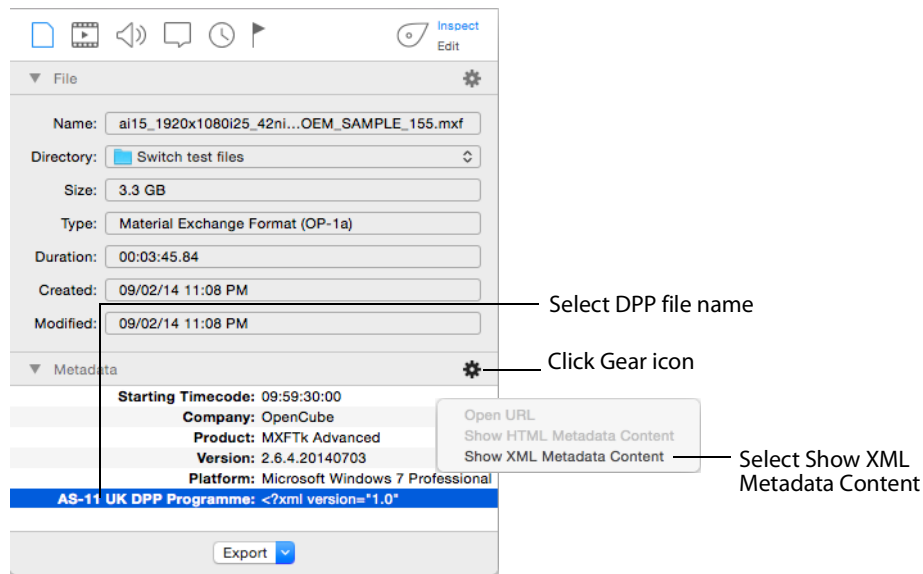 Inspect
Edit
File
Name: ai15_1920x1080i25_42ni...OEM_SAMPLE_155.mxf
Directory: Switch test files
Size: 3.3 GB
Type: Material Exchange Format (OP-1a)
Duration: 00:03:45.84
Created: 09/02/14 11:08 PM
Select DPP file name
Modified: 09/02/14 11:08 PM
Click Gear icon
Metadata
Starting Timecode: 09:59:30:00
Company: OpenCube
Product: MXFTk Advanced
Version: 2.6.4.20140703
Platform: Microsoft Windows 7 Professional
AS-11 UK DPP Programme: <?xml version="1.0"
Open URL
Show HTML Metadata Content
Show XML Metadata Content
Select Show XML
Metadata Content
Export